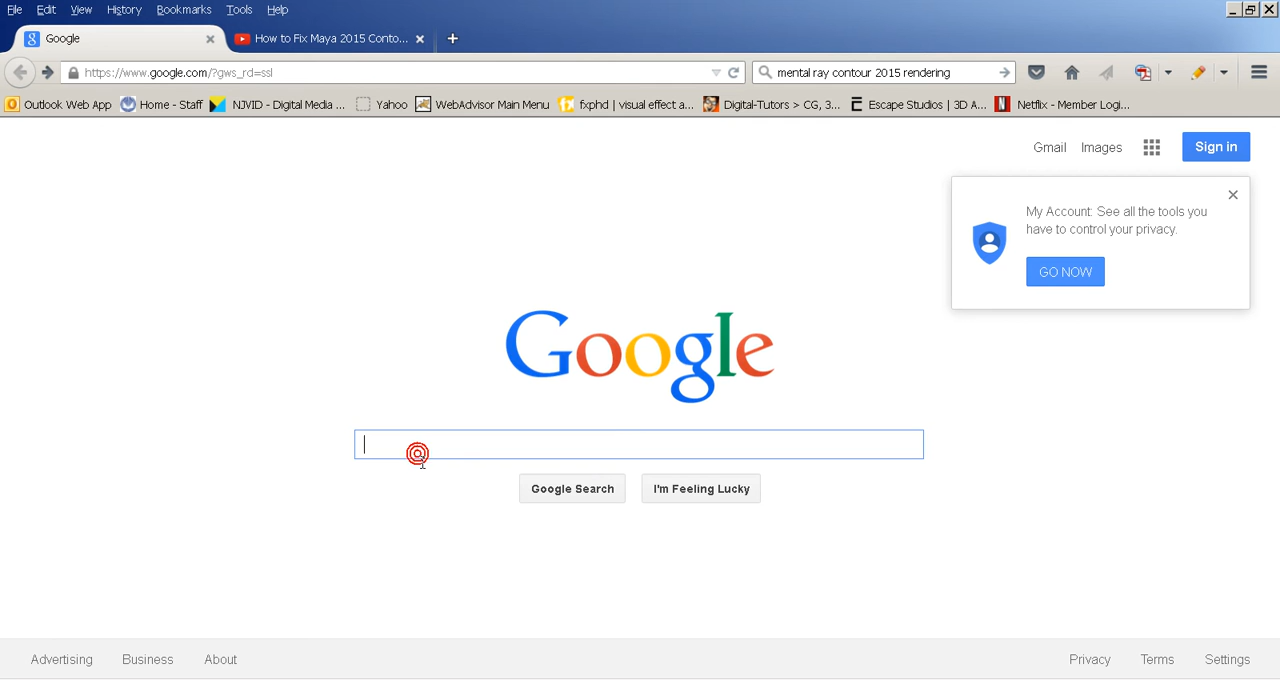 File Edit View History Bookmarks Tools Help
Google
How to Fix Maya 2015 Conto...
https://www.google.com/?gws_rd=ssl
mental ray contour 2015 rendering
Outlook Web App Home - Staff NJVID - Digital Media ... Yahoo WebAdvisor Main Menu fxphd | visual effect a... Digital-Tutors > CG, 3... Escape Studios | 3D A... Netflix - Member Logi...
Gmail Images Sign in
My Account: See all the tools you
have to control your privacy.
GO NOW
Google
Google Search I'm Feeling Lucky
Advertising Business About Privacy Terms Settings